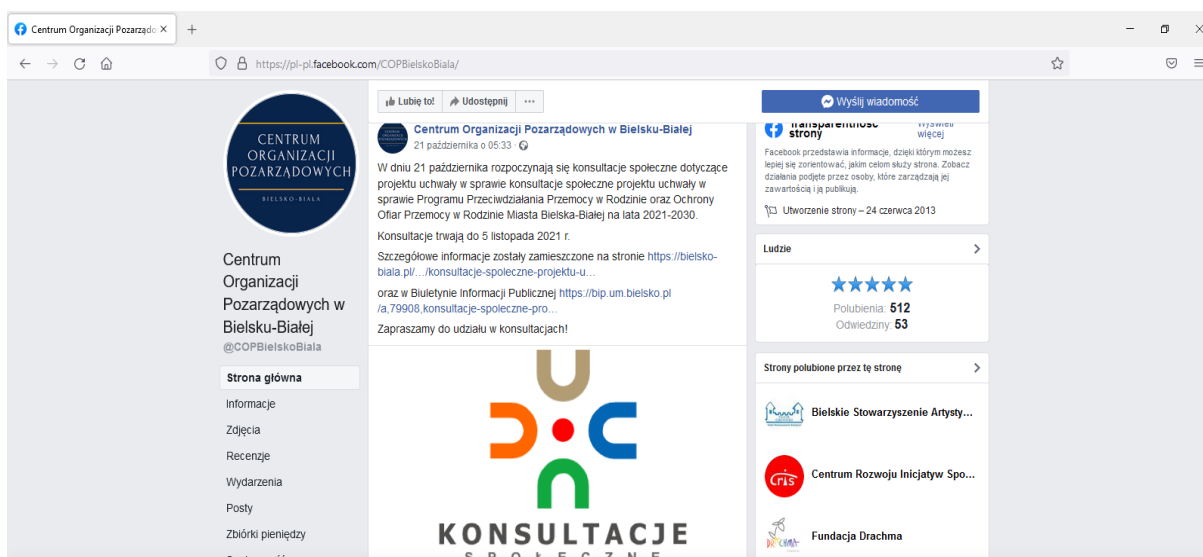 Centrum Organizacji Pozarządo
https://pl-pl.facebook.com/COPBielskoBiala/
CENTRUM
ORGANIZACJI
POZARZĄDOWYCH
BIELSKO-BIAŁA
Centrum
Organizacji
Pozarządowych w
Bielsku-Białej
@COPBielskoBiala
Strona główna
Informacje
Zdjęcia
Recenzje
Wydarzenia
Posty
Zbiórki pieniędzy
Lubię to!
Udostępnij
Centrum Organizacji Pozarządowych w Bielsku-Białej
21 października o 05:33 ·
W dniu 21 października rozpoczynają się konsultacje społeczne dotyczące
projektu uchwały w sprawie konsultacje społeczne projektu uchwały w
sprawie Programu Przeciwdziałania Przemocy w Rodzinie oraz Ochrony
Ofiar Przemocy w Rodzinie Miasta Bielska-Białej na lata 2021-2030.
Konsultacje trwają do 5 listopada 2021 r.
Szczegółowe informacje zostały zamieszczone na stronie https://bielsko-
biala.pl/.../konsultacje-spoleczne-projektu-u...
oraz w Biuletynie Informacji Publicznej https://bip.um.bielsko.pl
/a,79908,konsultacje-spoleczne-pro...
Zapraszamy do udziału w konsultacjach!
KONSULTACJE
SPOŁECZNE
Wyślij wiadomość
Transparentność
strony
Wyświetl
więcej
Facebook przedstawia informacje, dzięki którym możesz
lepiej się zorientować, jakim celom służy strona. Zobacz
działania podjęte przez osoby, które zarządzają jej
zawartością i ją publikują.
Utworzenie strony – 24 czerwca 2013
Ludzie
Polubienia: 512
Odwiedziny: 53
Strony polubione przez tę stronę
Bielskie Stowarzyszenie Artysty...
Cris
Centrum Rozwoju Inicjatyw Spo...
Fundacja Drachma